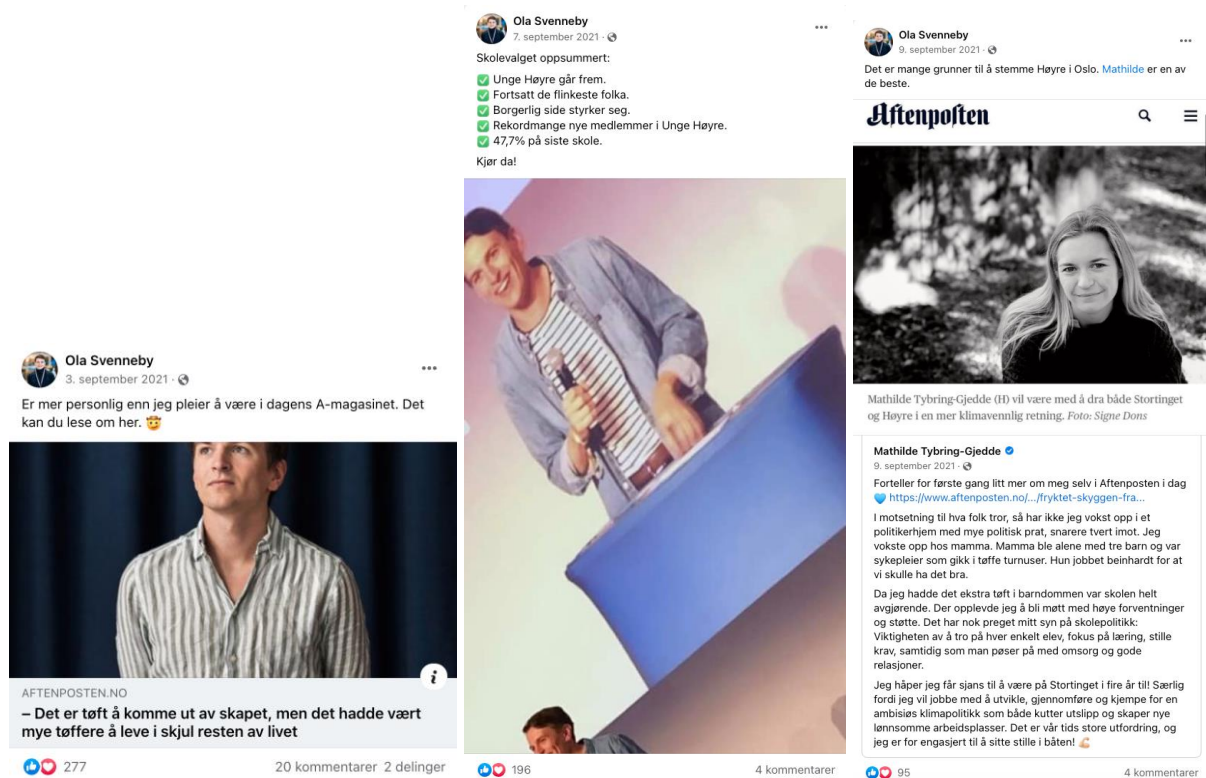 Ola Svenneby
3. september 2021 ·
Er mer personlig enn jeg pleier å være i dagens A-magasinet. Det
kan du lese om her. 🤠
AFTENPOSTEN.NO
– Det er tøft å komme ut av skapet, men det hadde vært
mye tøffere å leve i skjul resten av livet
277
20 kommentarer 2 delinger
Ola Svenneby
7. september 2021 ·
Skolevalget oppsummert:
✅ Unge Høyre går frem.
✅ Fortsatt de flinkeste folka.
✅ Borgerlig side styrker seg.
✅ Rekordmange nye medlemmer i Unge Høyre.
✅ 47,7% på siste skole.
Kjør da!
196
4 kommentarer
Ola Svenneby
9. september 2021 ·
Det er mange grunner til å stemme Høyre i Oslo. Mathilde er en av
de beste.
Aftenposten
Mathilde Tybring-Gjedde (H) vil være med å dra både Stortinget
og Høyre i en mer klimavennlig retning. Foto: Signe Dons
Mathilde Tybring-Gjedde
9. september 2021 ·
Forteller for første gang litt mer om meg selv i Aftenposten i dag
💙 https://www.aftenposten.no/.../fryktet-skyggen-fra...
I motsetning til hva folk tror, så har ikke jeg vokst opp i et
politikerhjem med mye politisk prat, snarere tvert imot. Jeg
vokste opp hos mamma. Mamma ble alene med tre barn og var
sykepleier som gikk i tøffe turnuser. Hun jobbet beinhardt for at
vi skulle ha det bra.
Da jeg hadde det ekstra tøft i barndommen var skolen helt
avgjørende. Der opplevde jeg å bli møtt med høye forventninger
og støtte. Det har nok preget mitt syn på skolepolitikk:
Viktigheten av å tro på hver enkelt elev, fokus på læring, stille
krav, samtidig som man pøser på med omsorg og gode
relasjoner.
Jeg håper jeg får sjans til å være på Stortinget i fire år til! Særlig
fordi jeg vil jobbe med å utvikle, gjennomføre og kjempe for en
ambisiøs klimapolitikk som både kutter utslipp og skaper nye
lønnsomme arbeidsplasser. Det er vår tids store utfordring, og
jeg er for engasjert til å sitte stille i båten! 💪
95
4 kommentarer